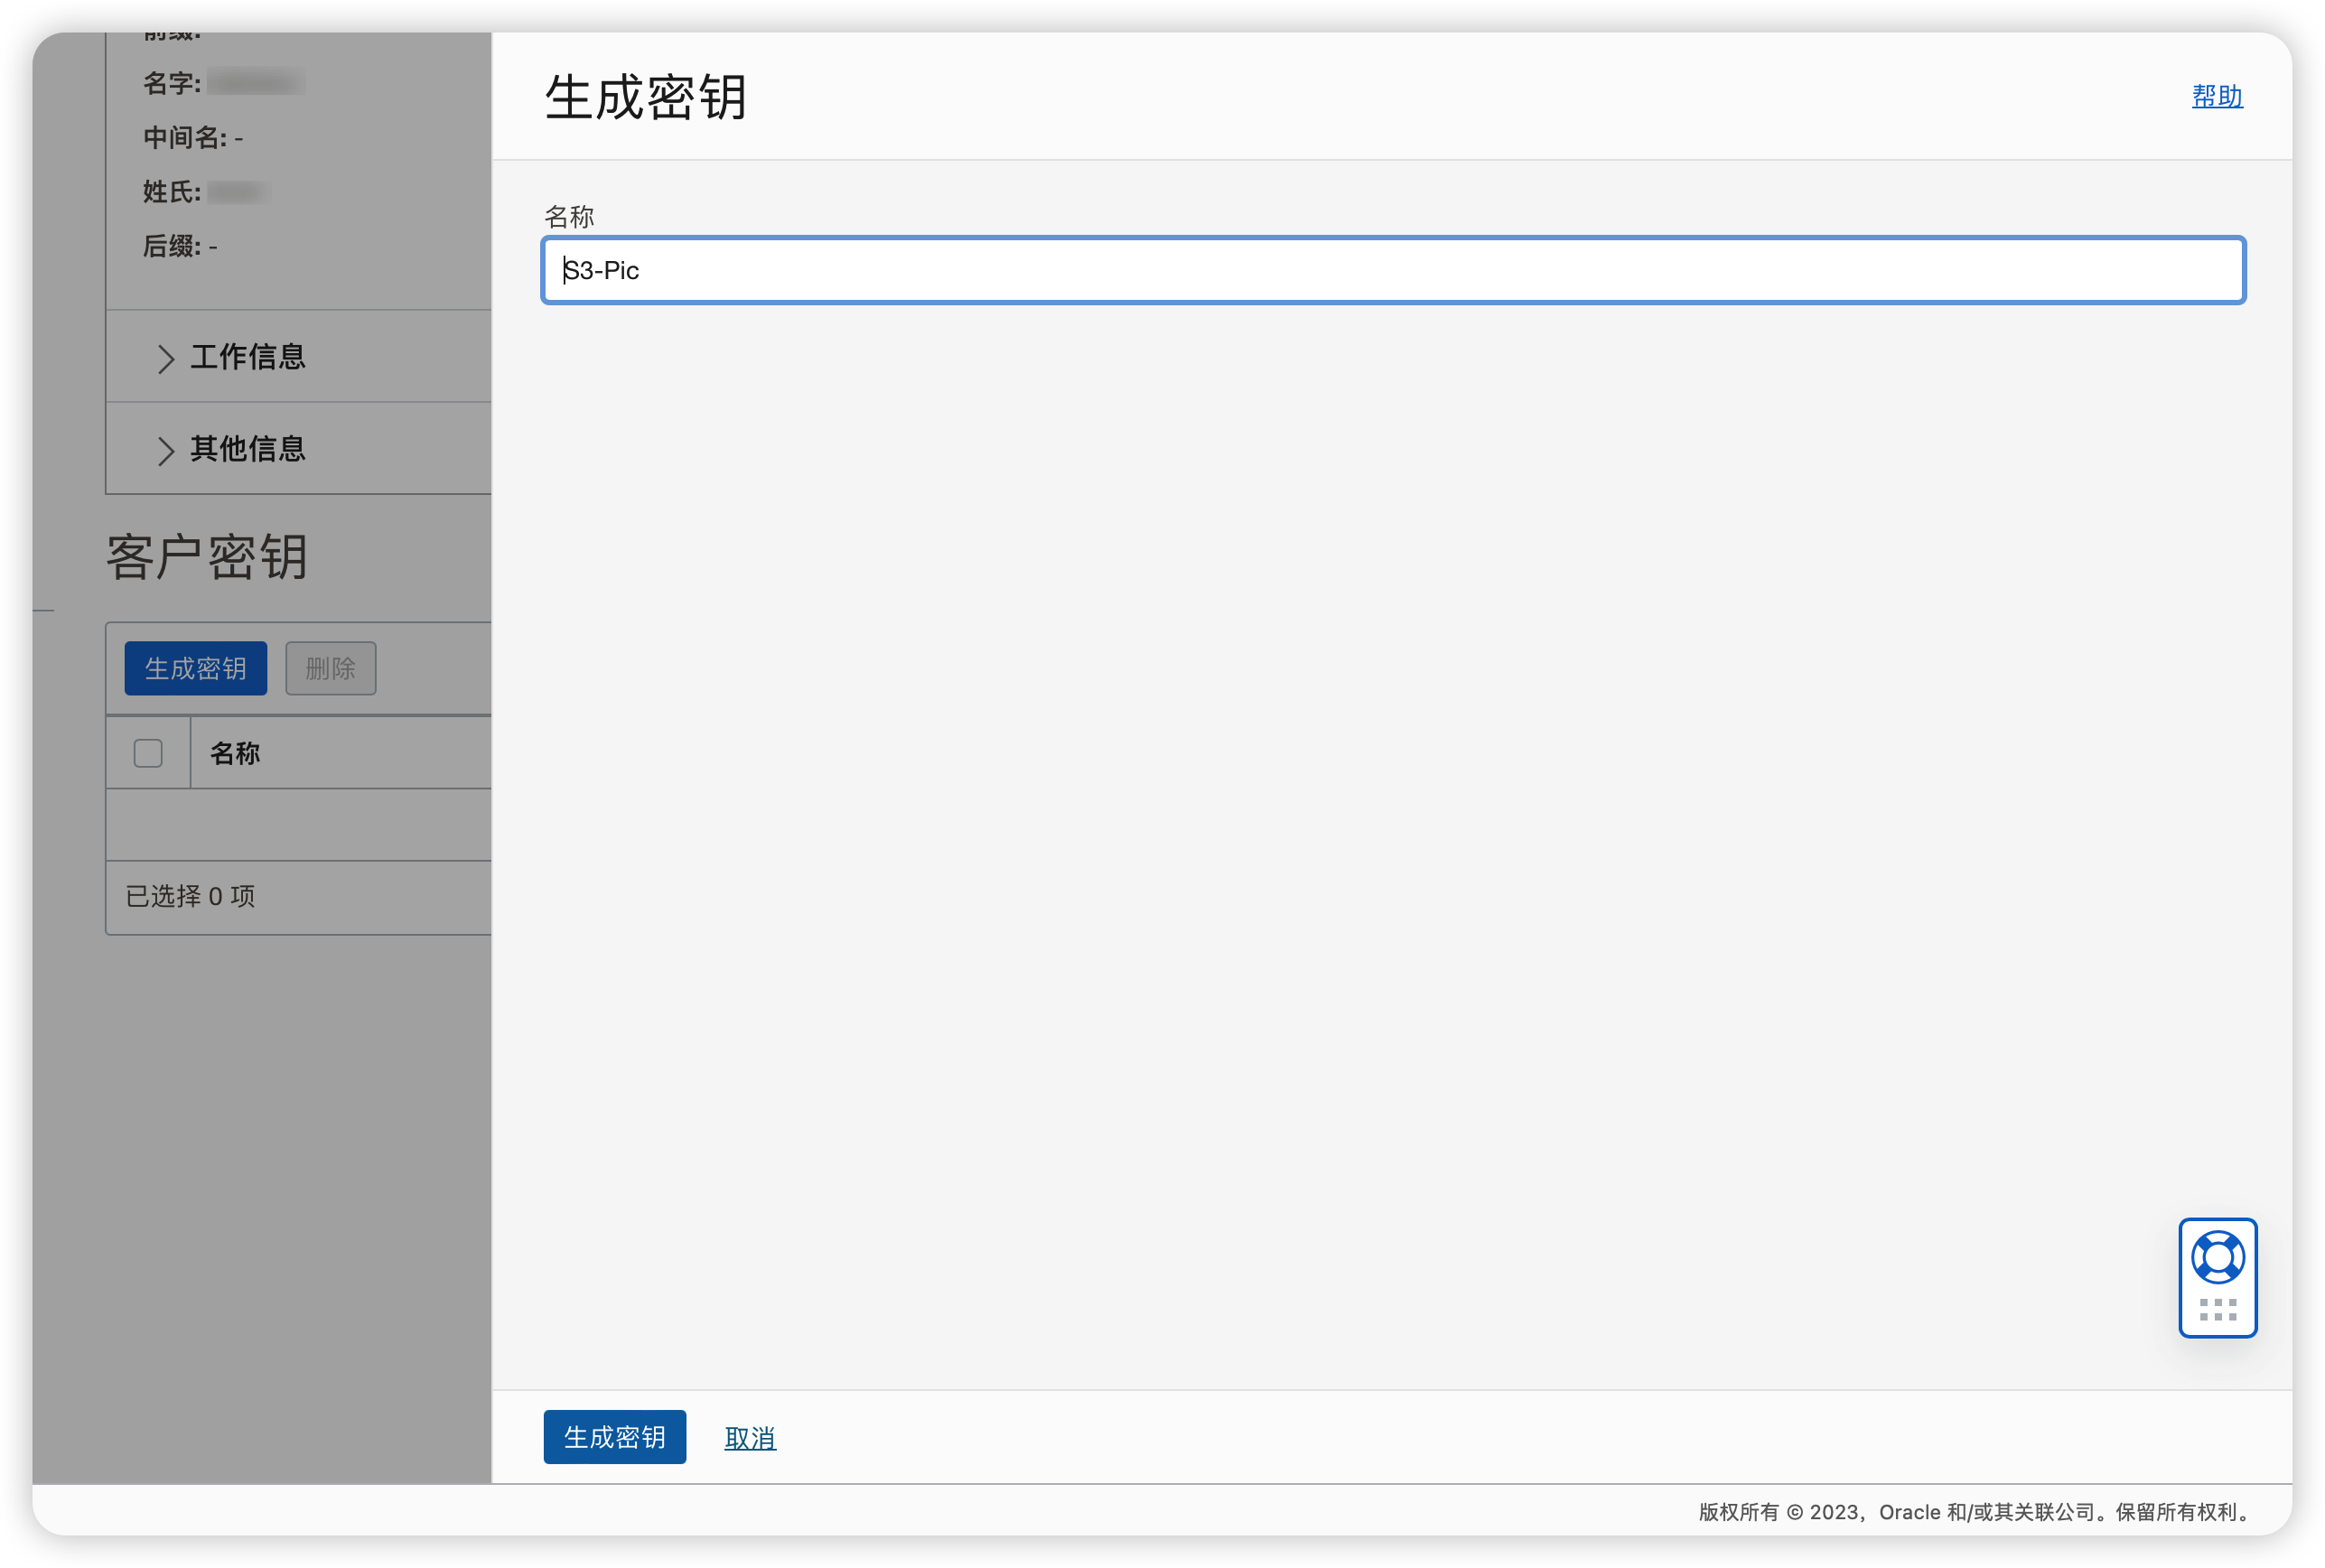 前缀:
名字:
中间名: -
姓氏:
后缀: -
工作信息
其他信息
客户密钥
生成密钥 删除
名称
已选择 0 项
生成密钥
帮助
名称
S3-Pic
生成密钥 取消
版权所有 © 2023，Oracle 和/或其关联公司。保留所有权利。